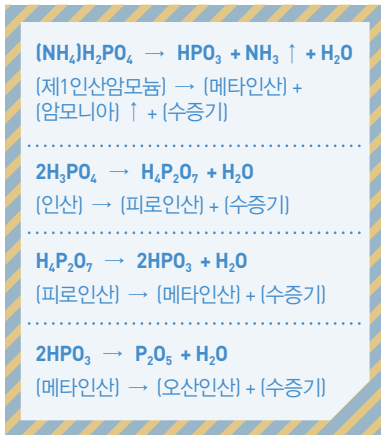 (NH₄)H₂PO₄ → HPO₃ + NH₃ ↑ + H₂O
(제1인산암모늄) → (메타인산) +
(암모니아) ↑ + (수증기)
2H₃PO₄ → H₄P₂O₇ + H₂O
(인산) → (피로인산) + (수증기)
H₄P₂O₇ → 2HPO₃ + H₂O
(피로인산) → (메타인산) + (수증기)
2HPO₃ → P₂O₅ + H₂O
(메타인산) → (오산인산) + (수증기)